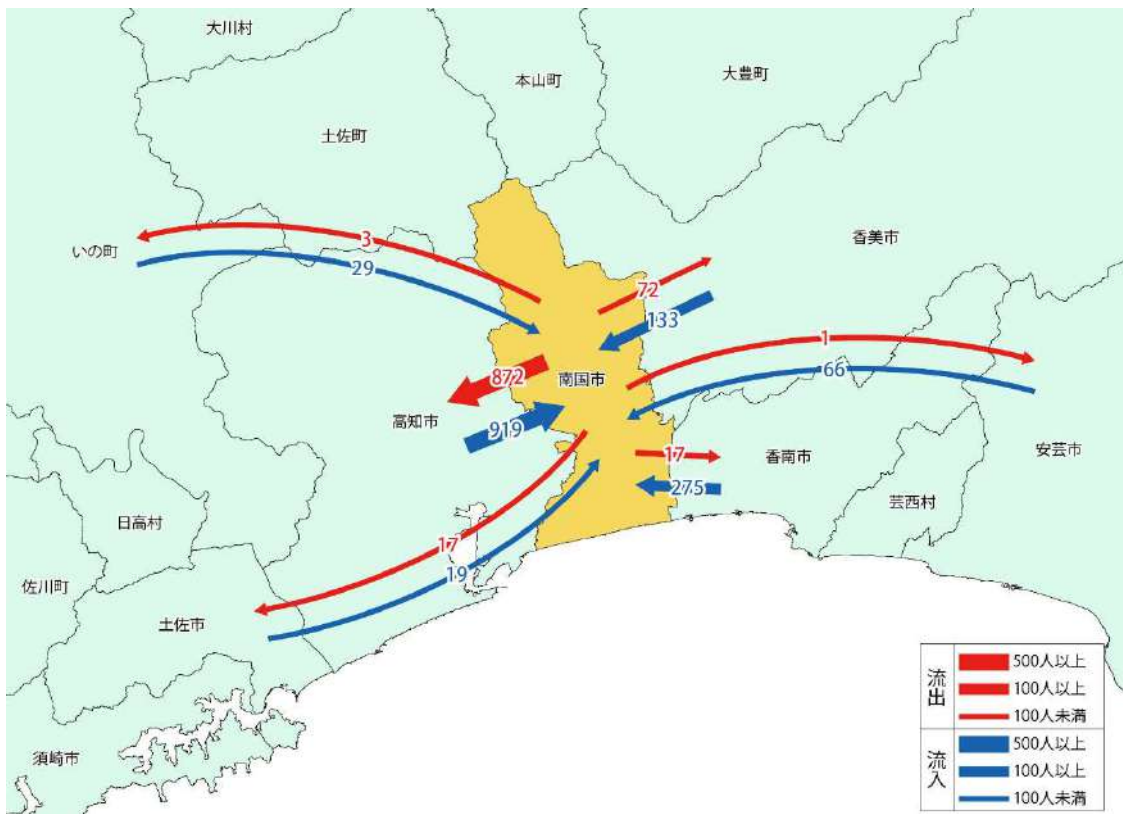 大川村
本山町
大豊町
土佐町
いの町
香美市
3
29
72
133
1
66
872
南国市
高知市
919
17
275
香南市
安芸市
芸西村
日高村
17
19
佐川町
土佐市
須崎市
流出
500人以上
100人以上
100人未満
流入
500人以上
100人以上
100人未満